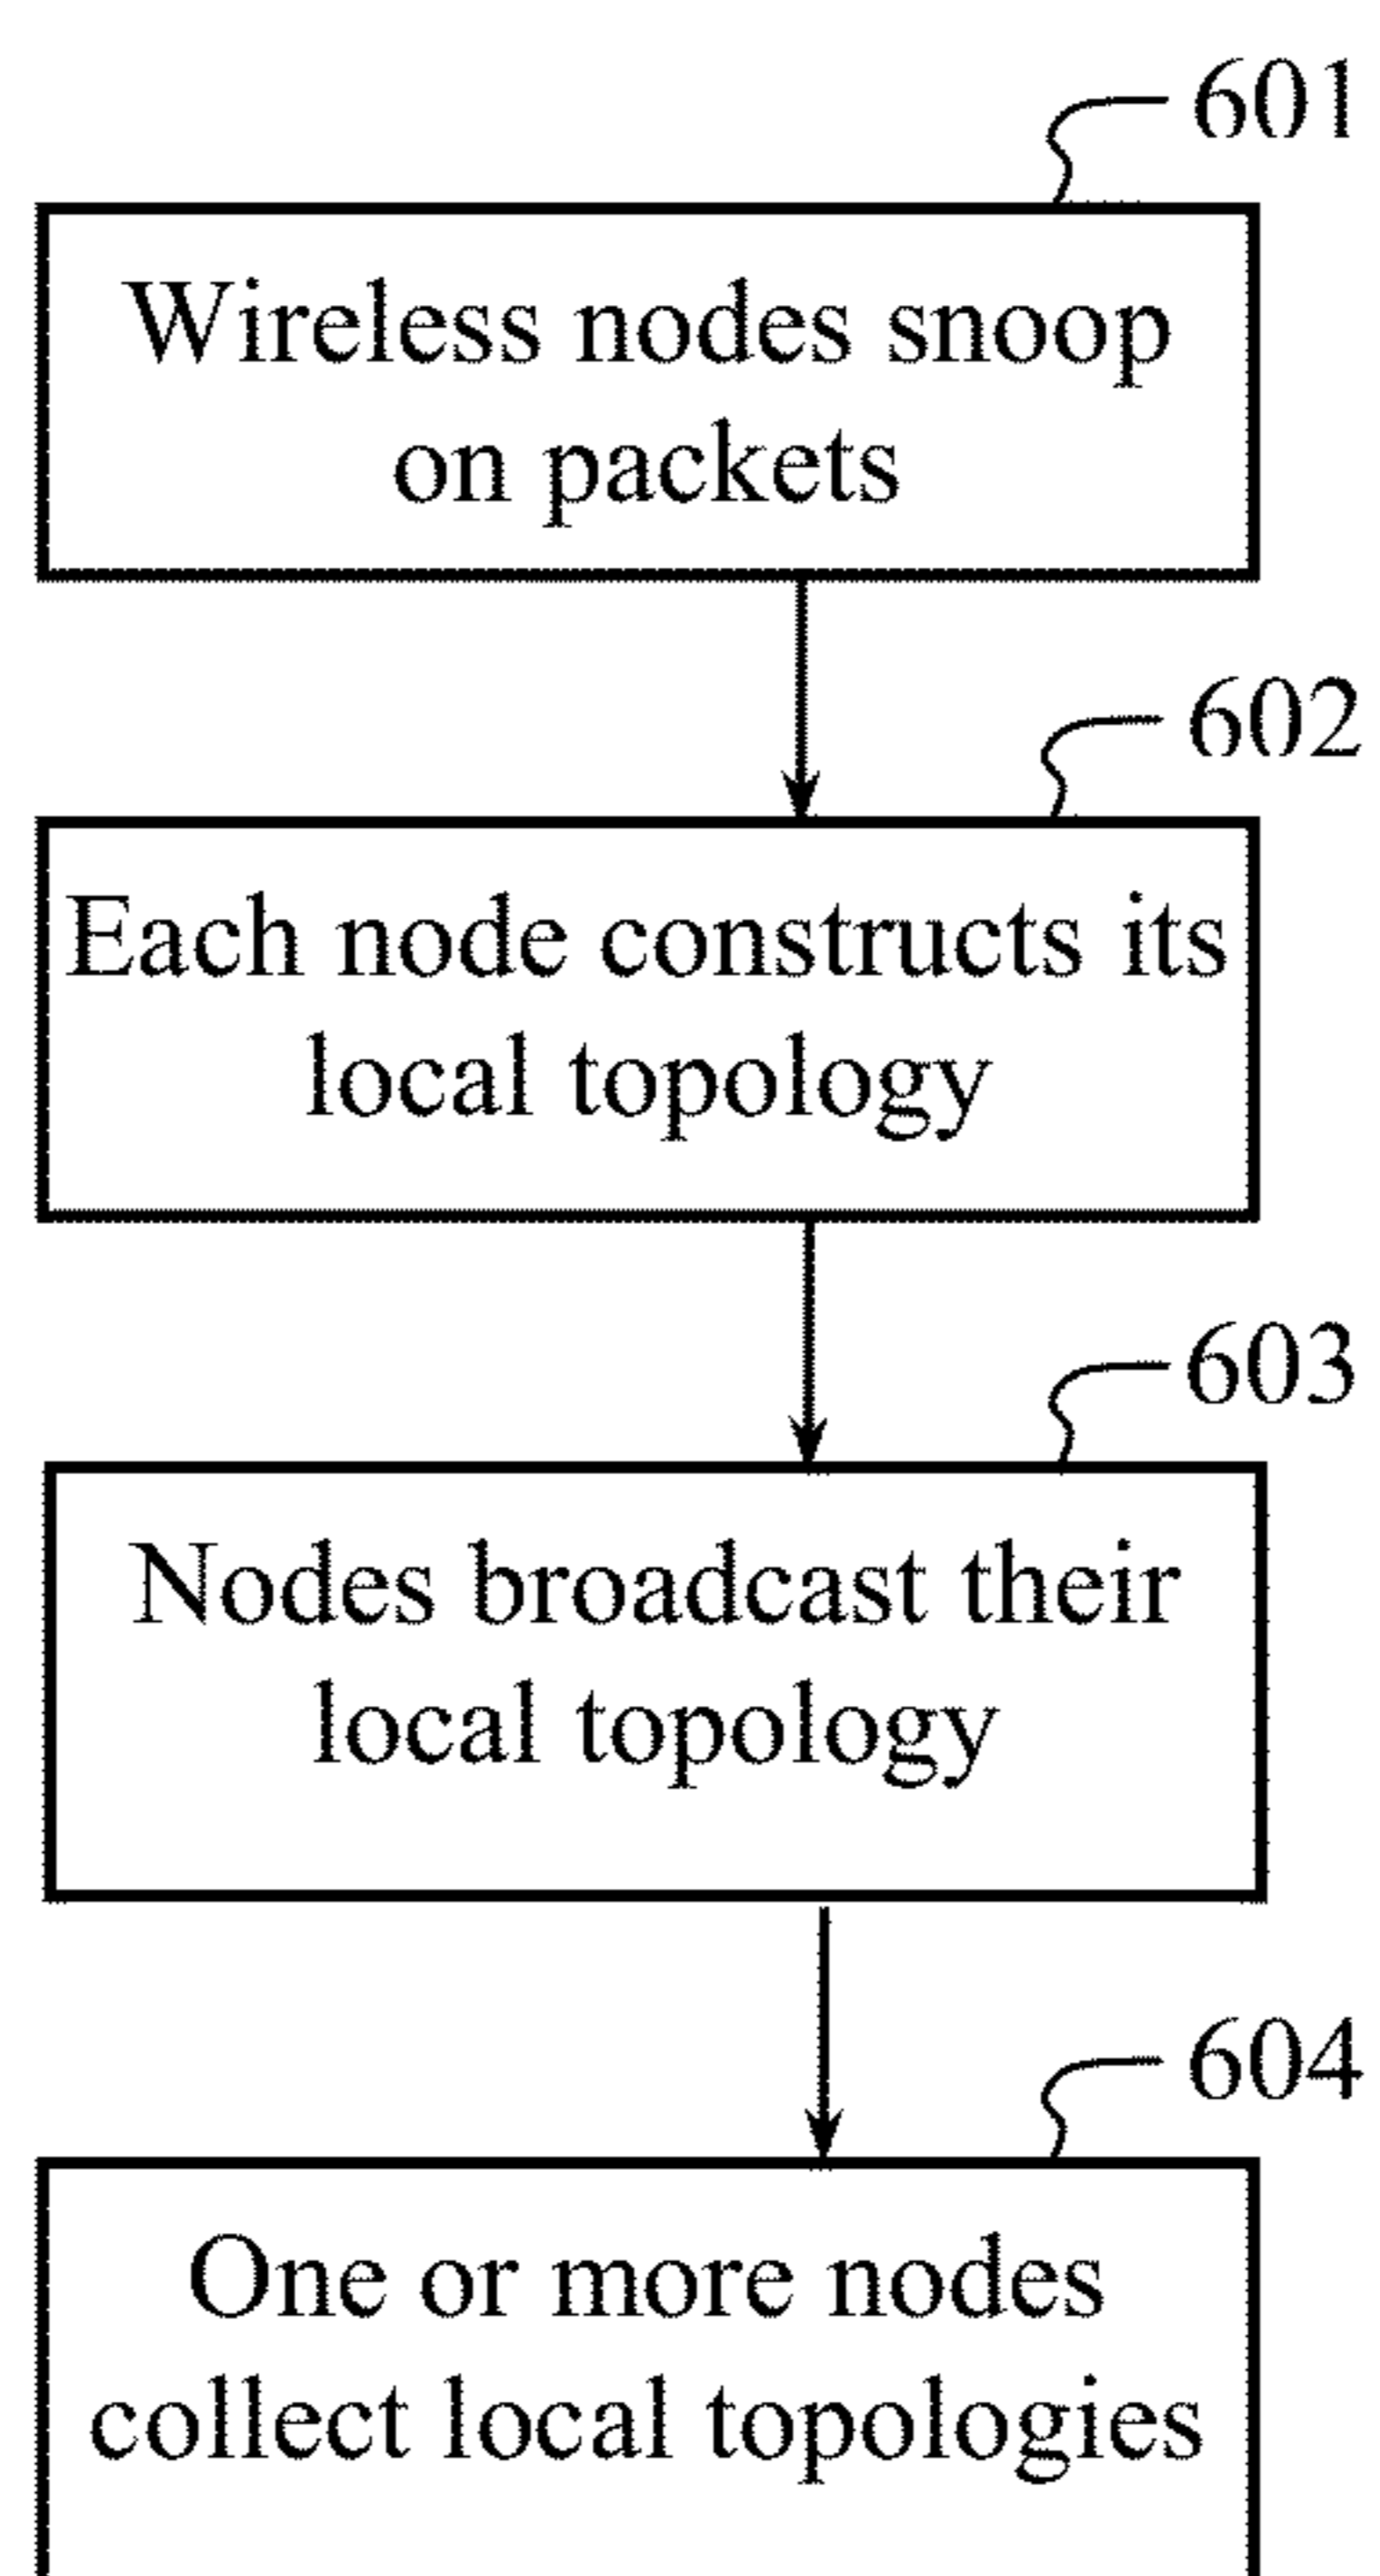 601
Wireless nodes snoop
on packets
602
Each node constructs its
local topology
603
Nodes broadcast their
local topology
604
One or more nodes
collect local topologies